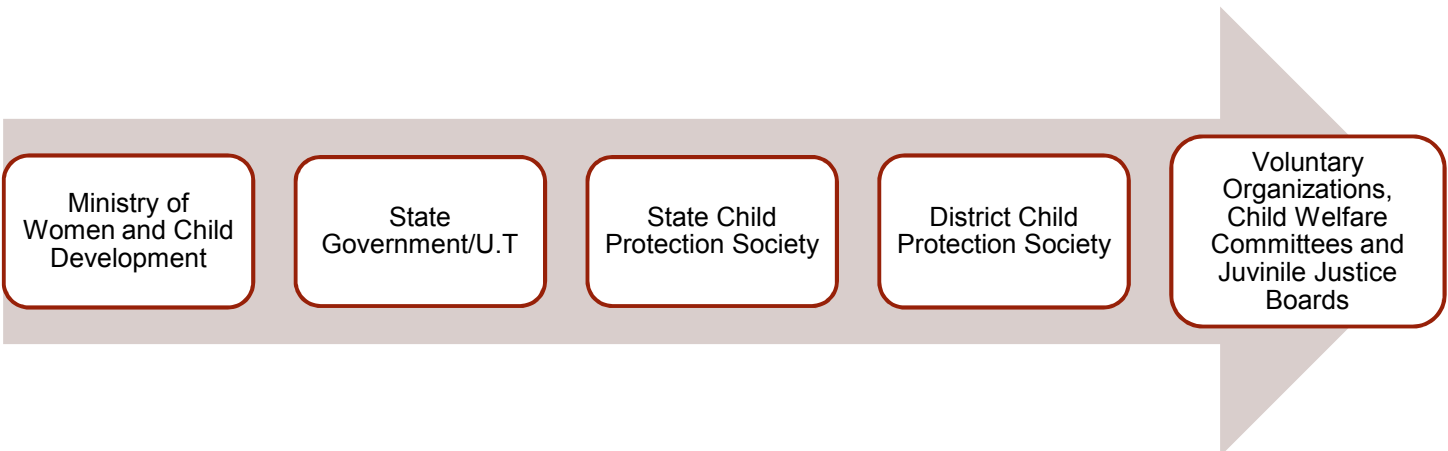 Ministry of
Women and Child
Development
State
Government/U.T
State Child
Protection Society
District Child
Protection Society
Voluntary
Organizations,
Child Welfare
Committees and
Juvinile Justice
Boards